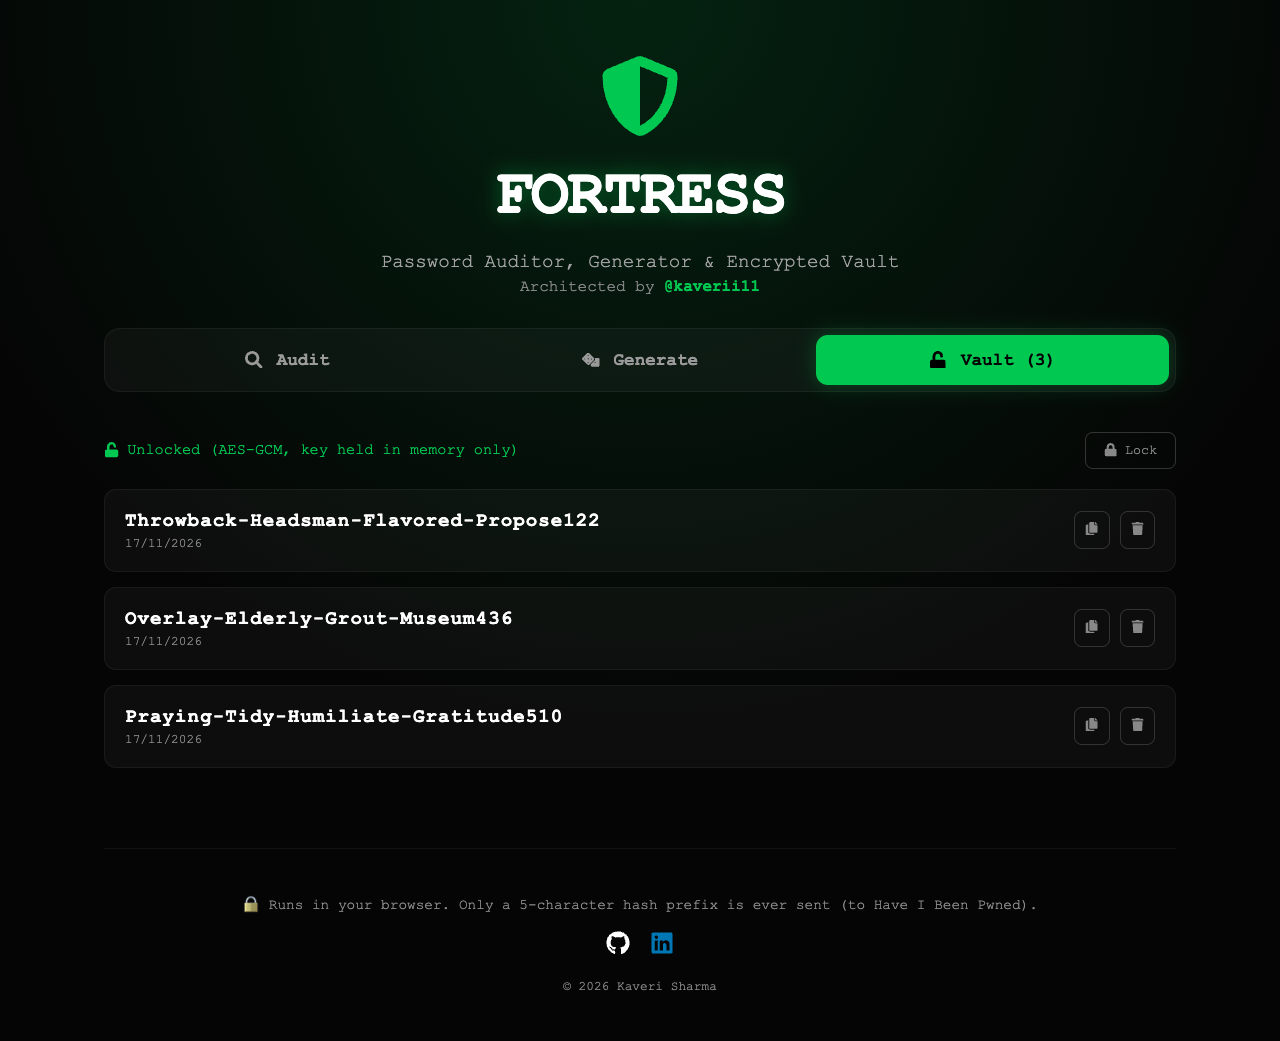 FORTRESS
Password Auditor, Generator & Encrypted Vault
Architected by @kaverii11
Audit
Generate
Vault (3)
Unlocked (AES-GCM, key held in memory only)
Lock
Throwback-Headsman-Flavored-Propose122
17/11/2026
Overlay-Elderly-Grout-Museum436
17/11/2026
Praying-Tidy-Humiliate-Gratitude510
17/11/2026
🔒 Runs in your browser. Only a 5-character hash prefix is ever sent (to Have I Been Pwned).
© 2026 Kaveri Sharma